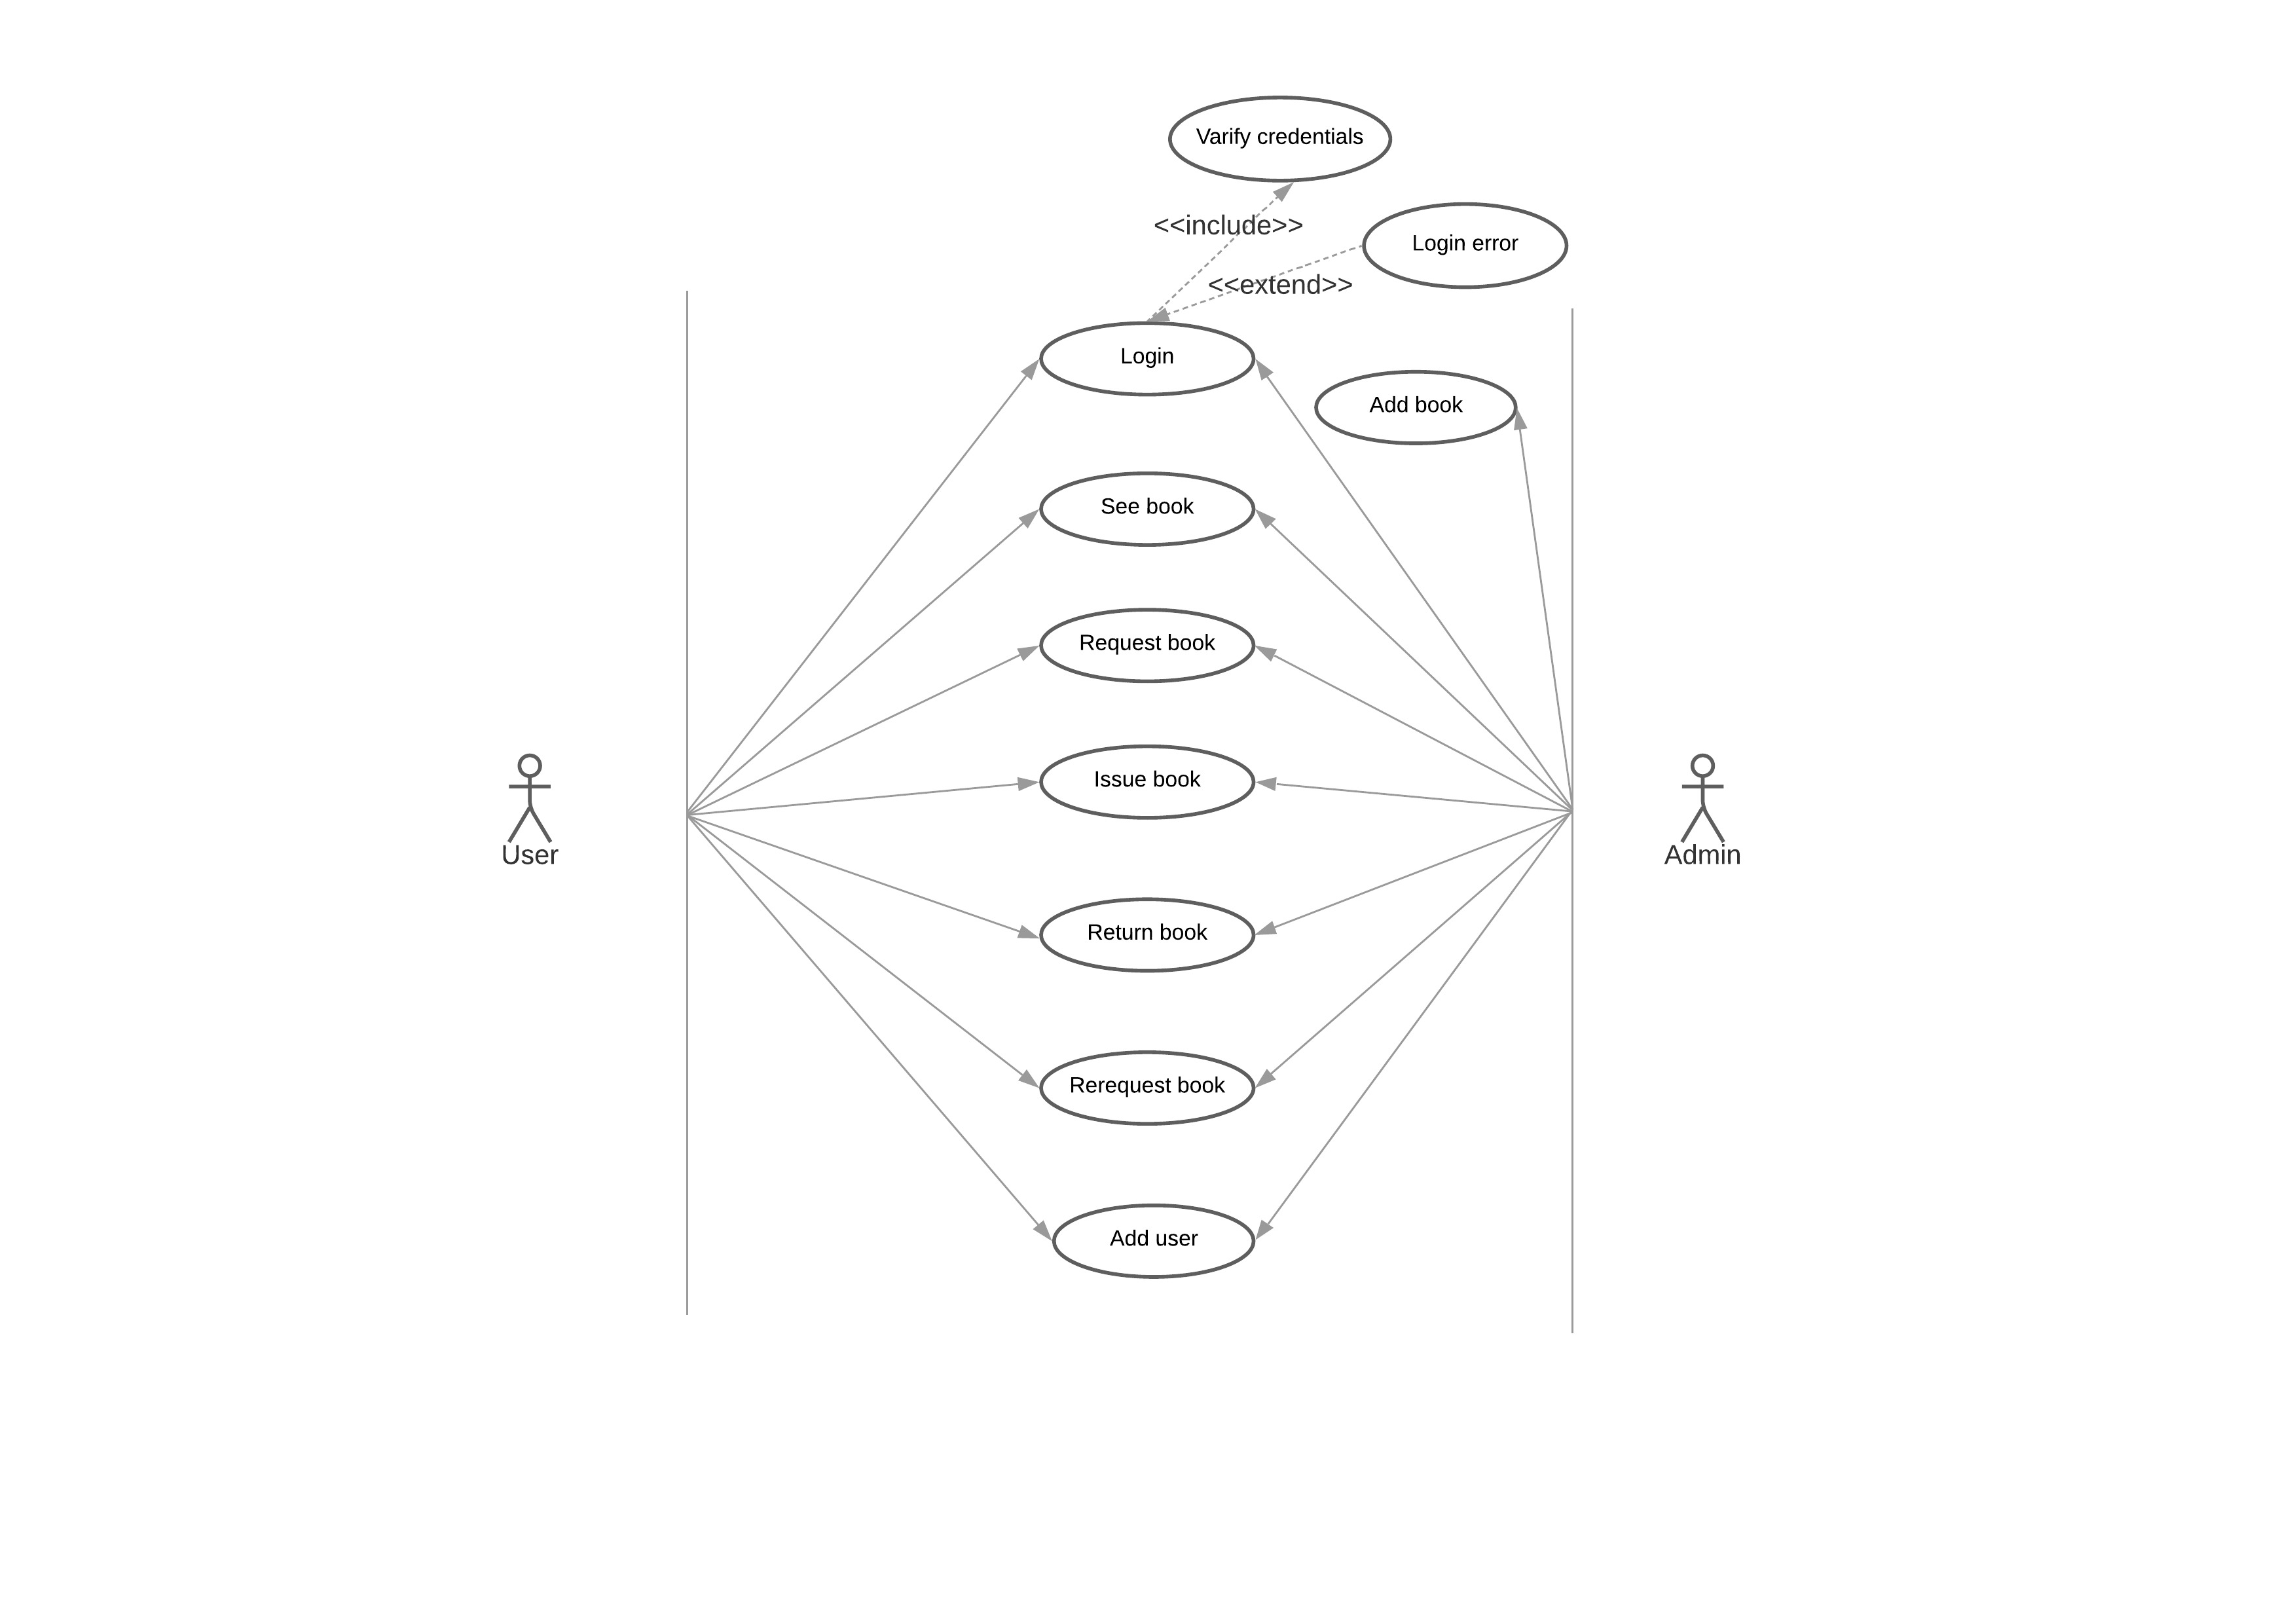 Varify credentials
<<include>>
Login error
<<extend>>
Login
Add book
See book
Request book
Issue book
User
Admin
Return book
Rerequest book
Add user